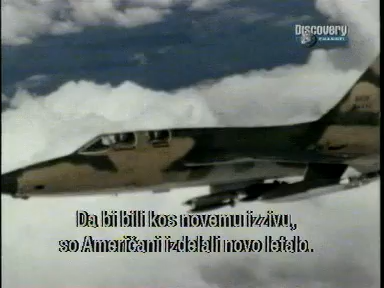 Discovery
CHANNEL
Da bi bili kos novemu izzivu,
so Američani izdelali novo letalo.